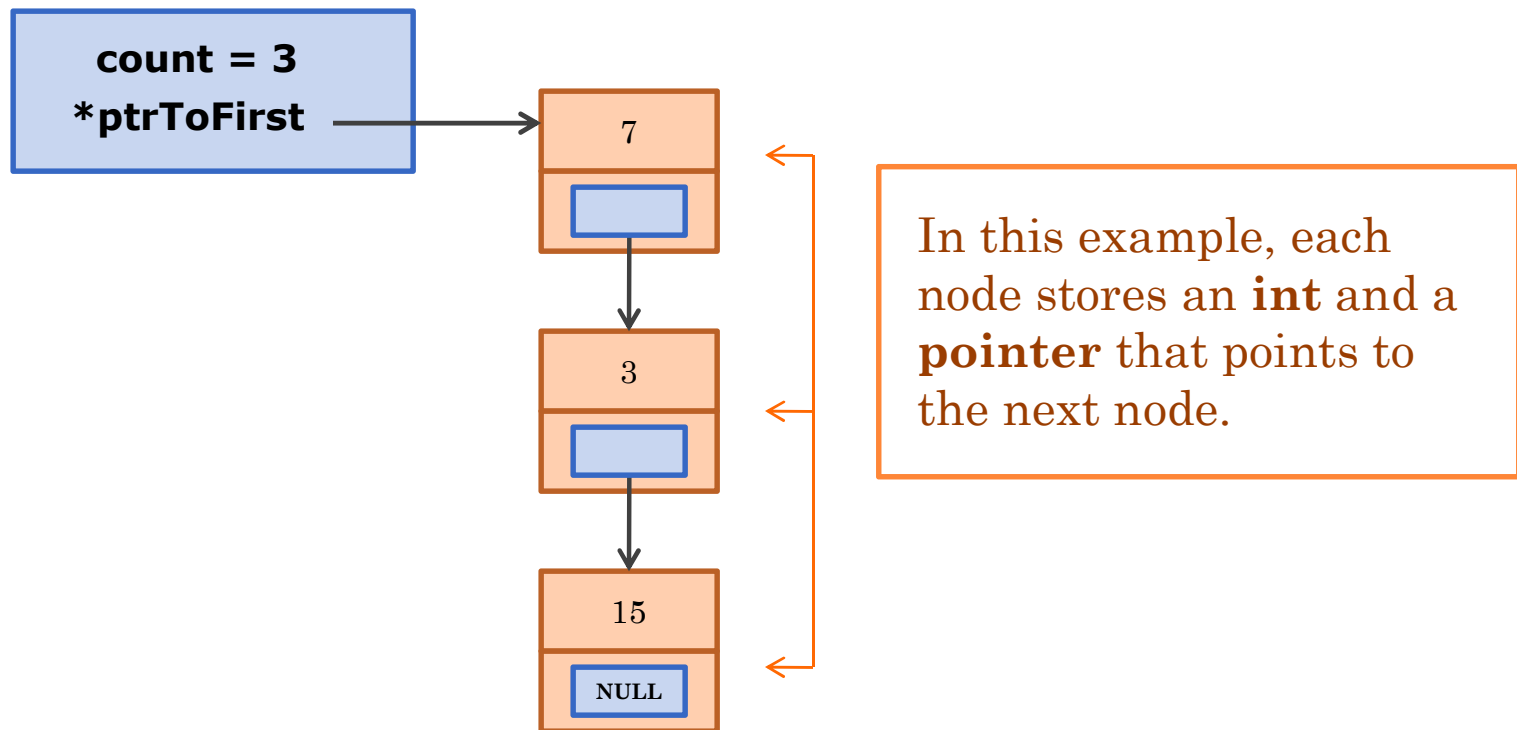 count = 3
*ptrToFirst
7
3
15
NULL
In this example, each
node stores an int and a
pointer that points to
the next node.